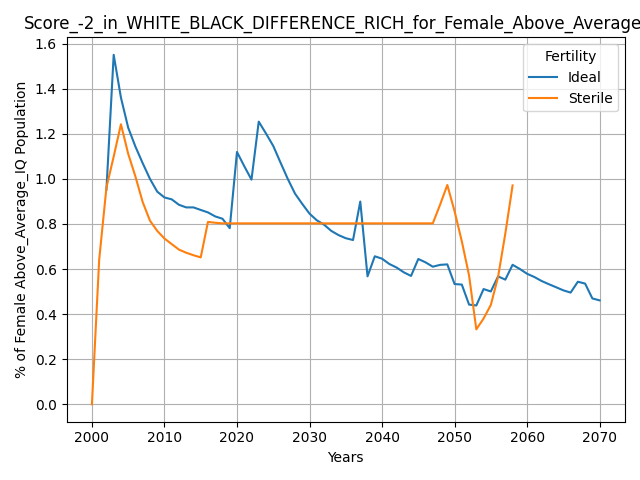 Score_-2_in_WHITE_BLACK_DIFFERENCE_RICH_for_Female_Above_Average
% of Female Above_Average_IQ Population
1.6
1.4
1.2
1.0
0.8
0.6
0.4
0.2
0.0
Fertility
Ideal
Sterile
2000 2010 2020 2030 2040 2050 2060 2070
Years